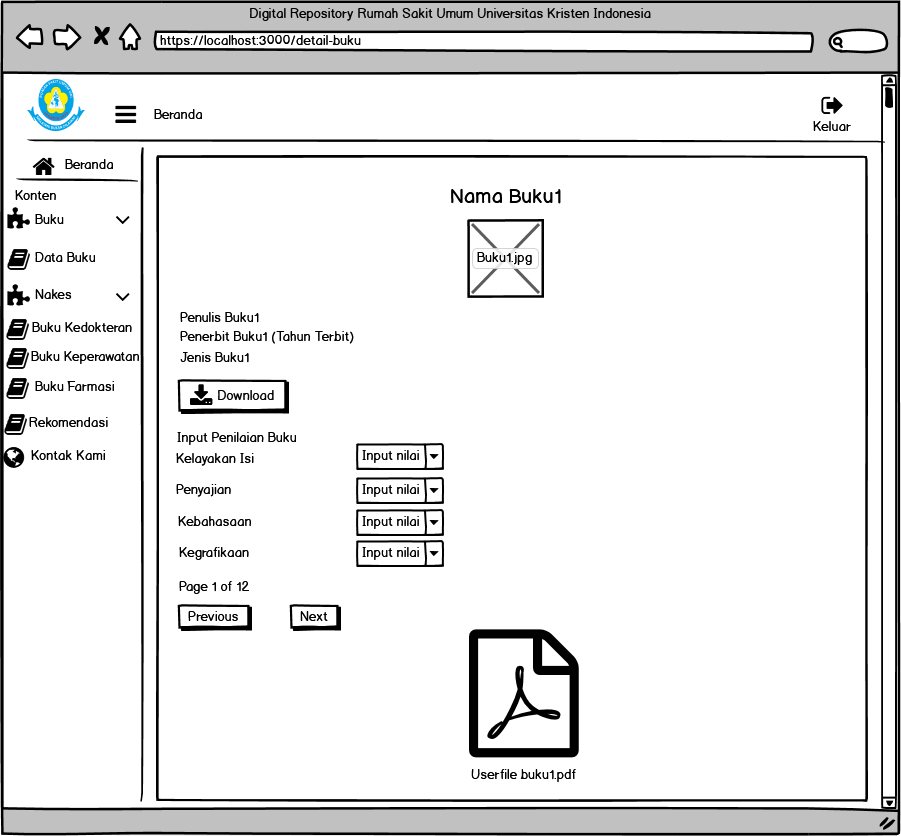 Digital Repository Rumah Sakit Umum Universitas Kristen Indonesia
https://localhost:3000/detail-buku
Beranda
Keluar
Beranda
Konten
Buku
Data Buku
Nakes
Buku Kedokteran
Buku Keperawatan
Buku Farmasi
Rekomendasi
Kontak Kami
Nama Buku1
Buku1.jpg
Penulis Buku1
Penerbit Buku1 (Tahun Terbit)
Jenis Buku1
Download
Input Penilaian Buku
Kelayakan Isi Input nilai
Penyajian Input nilai
Kebahasaan Input nilai
Kegrafikaan Input nilai
Page 1 of 12
Previous Next
Userfile.buku1.pdf